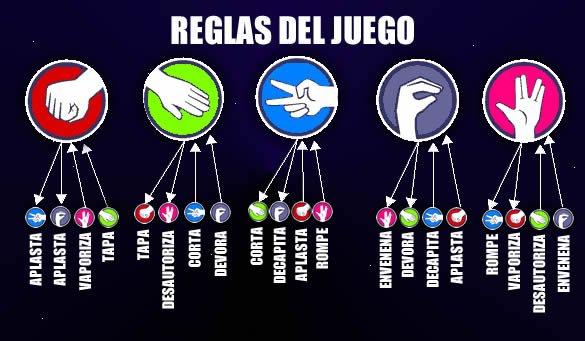 REGLAS DEL JUEGO
APLASTA
APLASTA
VAPORIZA
TAPA
TAPA
DESAUTORIZA
CORTA
DEVORA
CORTA
DECAPITA
APLASTA
ROMPE
ENVENENA
DEVORA
DECAPITA
APLASTA
ROMPE
VAPORIZA
DESAUTORIZA
ENVENENA